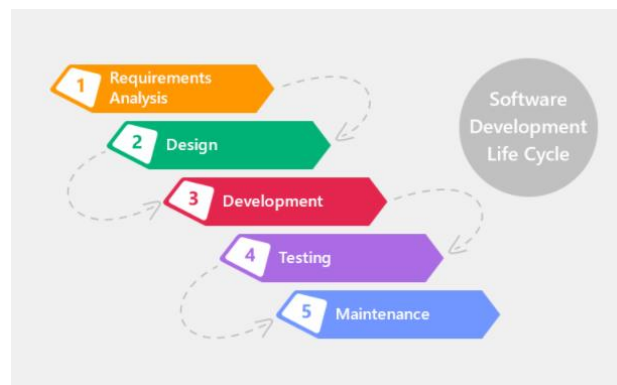 1
Requirements
Analysis
2
Design
3
Development
4
Testing
5
Maintenance
Software
Development
Life Cycle